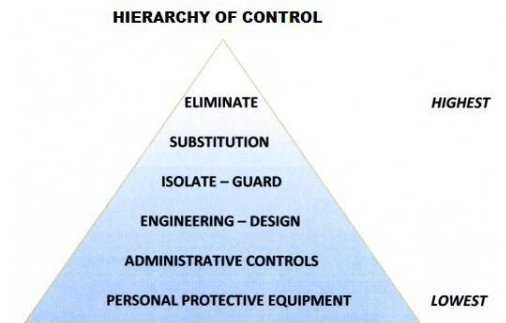 HIERARCHY OF CONTROL
ELIMINATE HIGHEST
SUBSTITUTION
ISOLATE – GUARD
ENGINEERING – DESIGN
ADMINISTRATIVE CONTROLS
PERSONAL PROTECTIVE EQUIPMENT LOWEST